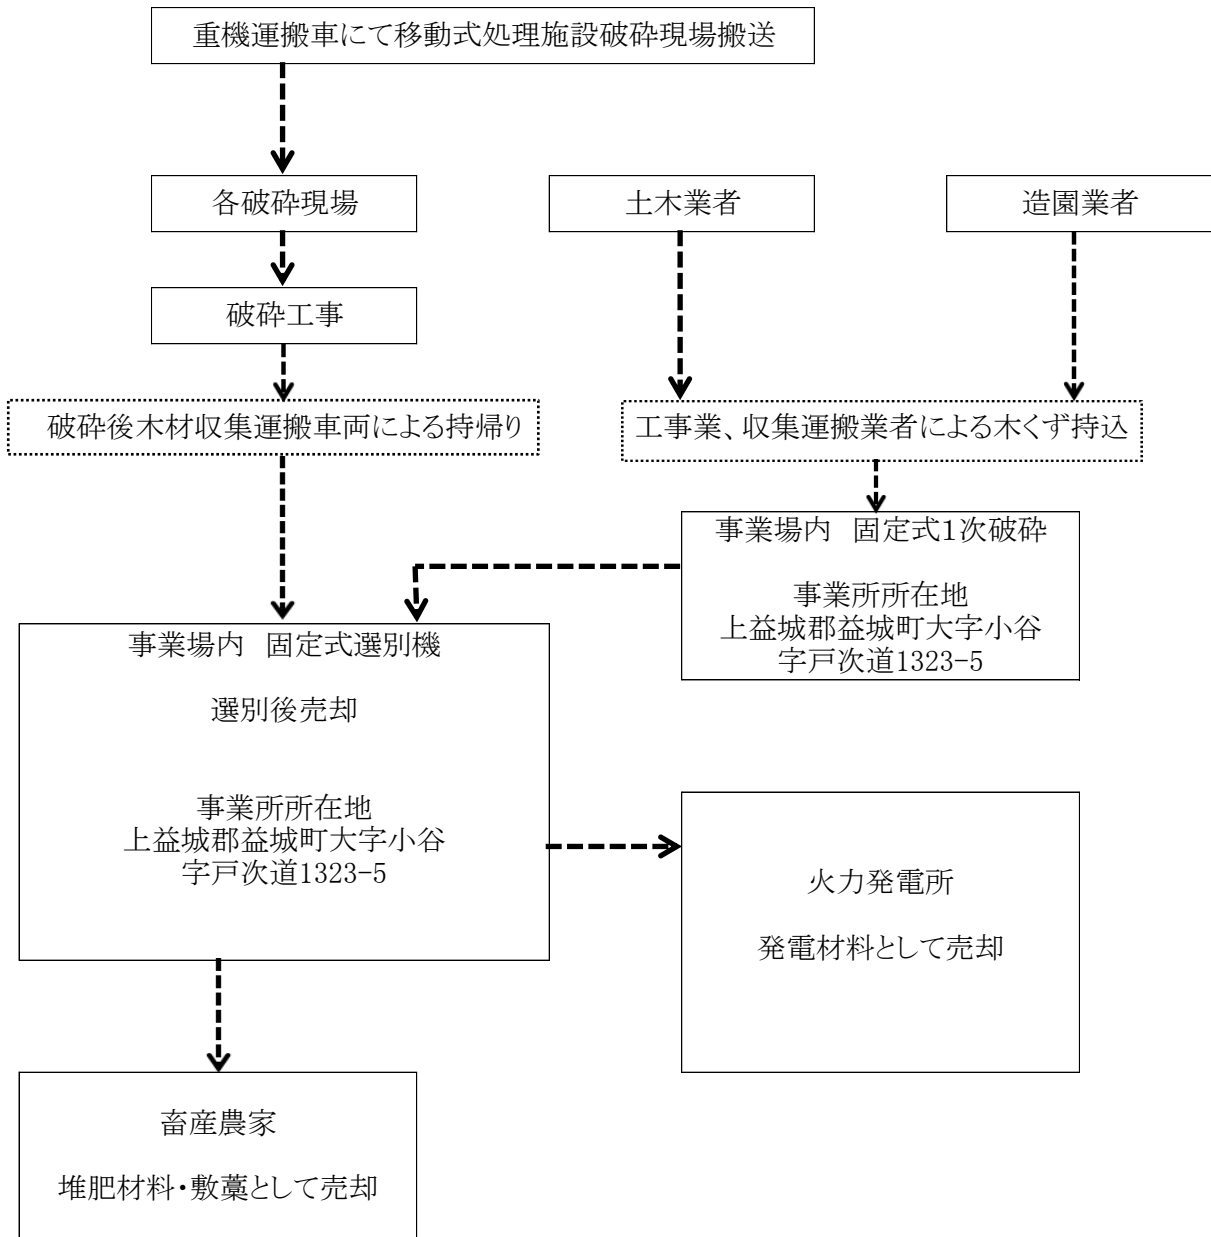 重機運搬車にて移動式処理施設破砕現場搬送
各破砕現場
土木業者
造園業者
破砕工事
破砕後木材収集運搬車両による持帰り
工事業、収集運搬業者による木くず持込
事業場内　固定式1次破砕
事業所所在地
上益城郡益城町大字小谷
字戸次道1323-5
事業場内　固定式選別機
選別後売却
事業所所在地
上益城郡益城町大字小谷
字戸次道1323-5
火力発電所
発電材料として売却
畜産農家
堆肥材料・敷藁として売却